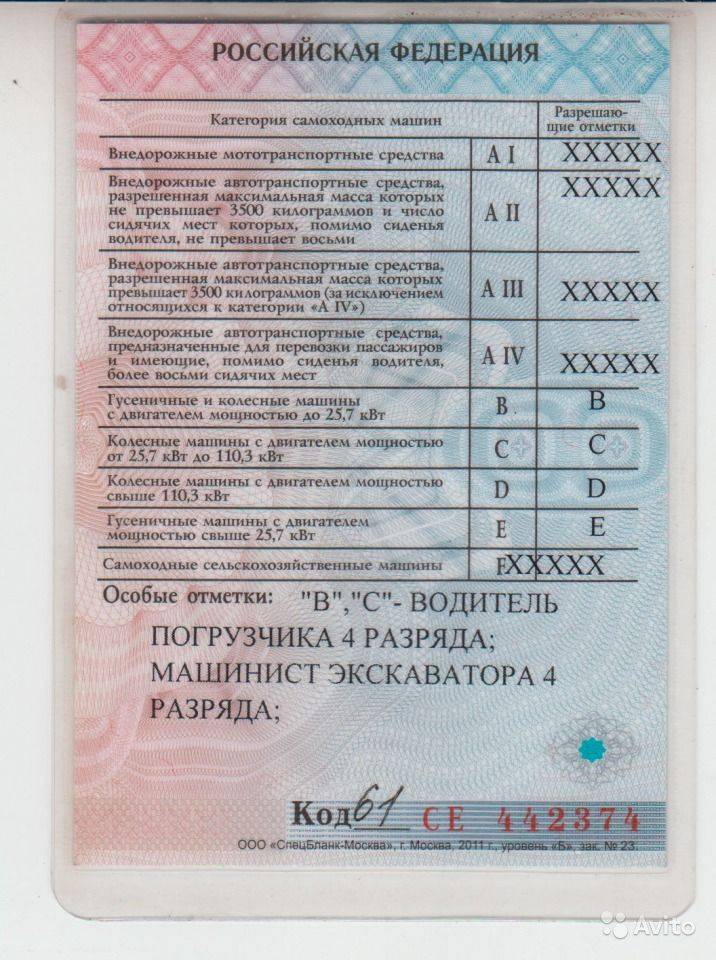 РОССИЙСКАЯ ФЕДЕРАЦИЯ
Категория самоходных машин
Разрешаю-
щие отметки
Внедорожные мототранспортные средства A I XXXXX
Внедорожные автотранспортные средства, XXXXX
разрешенная максимальная масса которых
не превышает 3500 килограммов и число A II
сидячих мест которых, помимо сиденья
водителя, не превышает восьми
Внедорожные автотранспортные средства,
разрешенная максимальная масса которых
превышает 3500 килограммов (за исключением A III XXXXX
относящихся к категории «А IV»)
Внедорожные автотранспортные средства,
предназначенные для перевозки пассажиров
и имеющие, помимо сиденья водителя, A IV XXXXX
более восьми сидячих мест
Гусеничные и колесные машины B B
с двигателем мощностью до 25,7 кВт
Колесные машины с двигателем мощностью C C
от 25,7 кВт до 110,3 кВт
Колесные машины с двигателем мощностью D D
свыше 110,3 кВт
Гусеничные машины с двигателем E E
мощностью свыше 25,7 кВт
Самоходные сельскохозяйственные машины F XXXXX
Особые отметки: "В","С"- ВОДИТЕЛЬ
ПОГРУЗЧИКА 4 РАЗРЯДА;
МАШИНИСТ ЭКСКАВАТОРА 4
РАЗРЯДА;
Код 61 СЕ 442374
ООО «СпецБланк-Москва», г. Москва, 2011 г., уровень «Б», зак. № 23
Avito